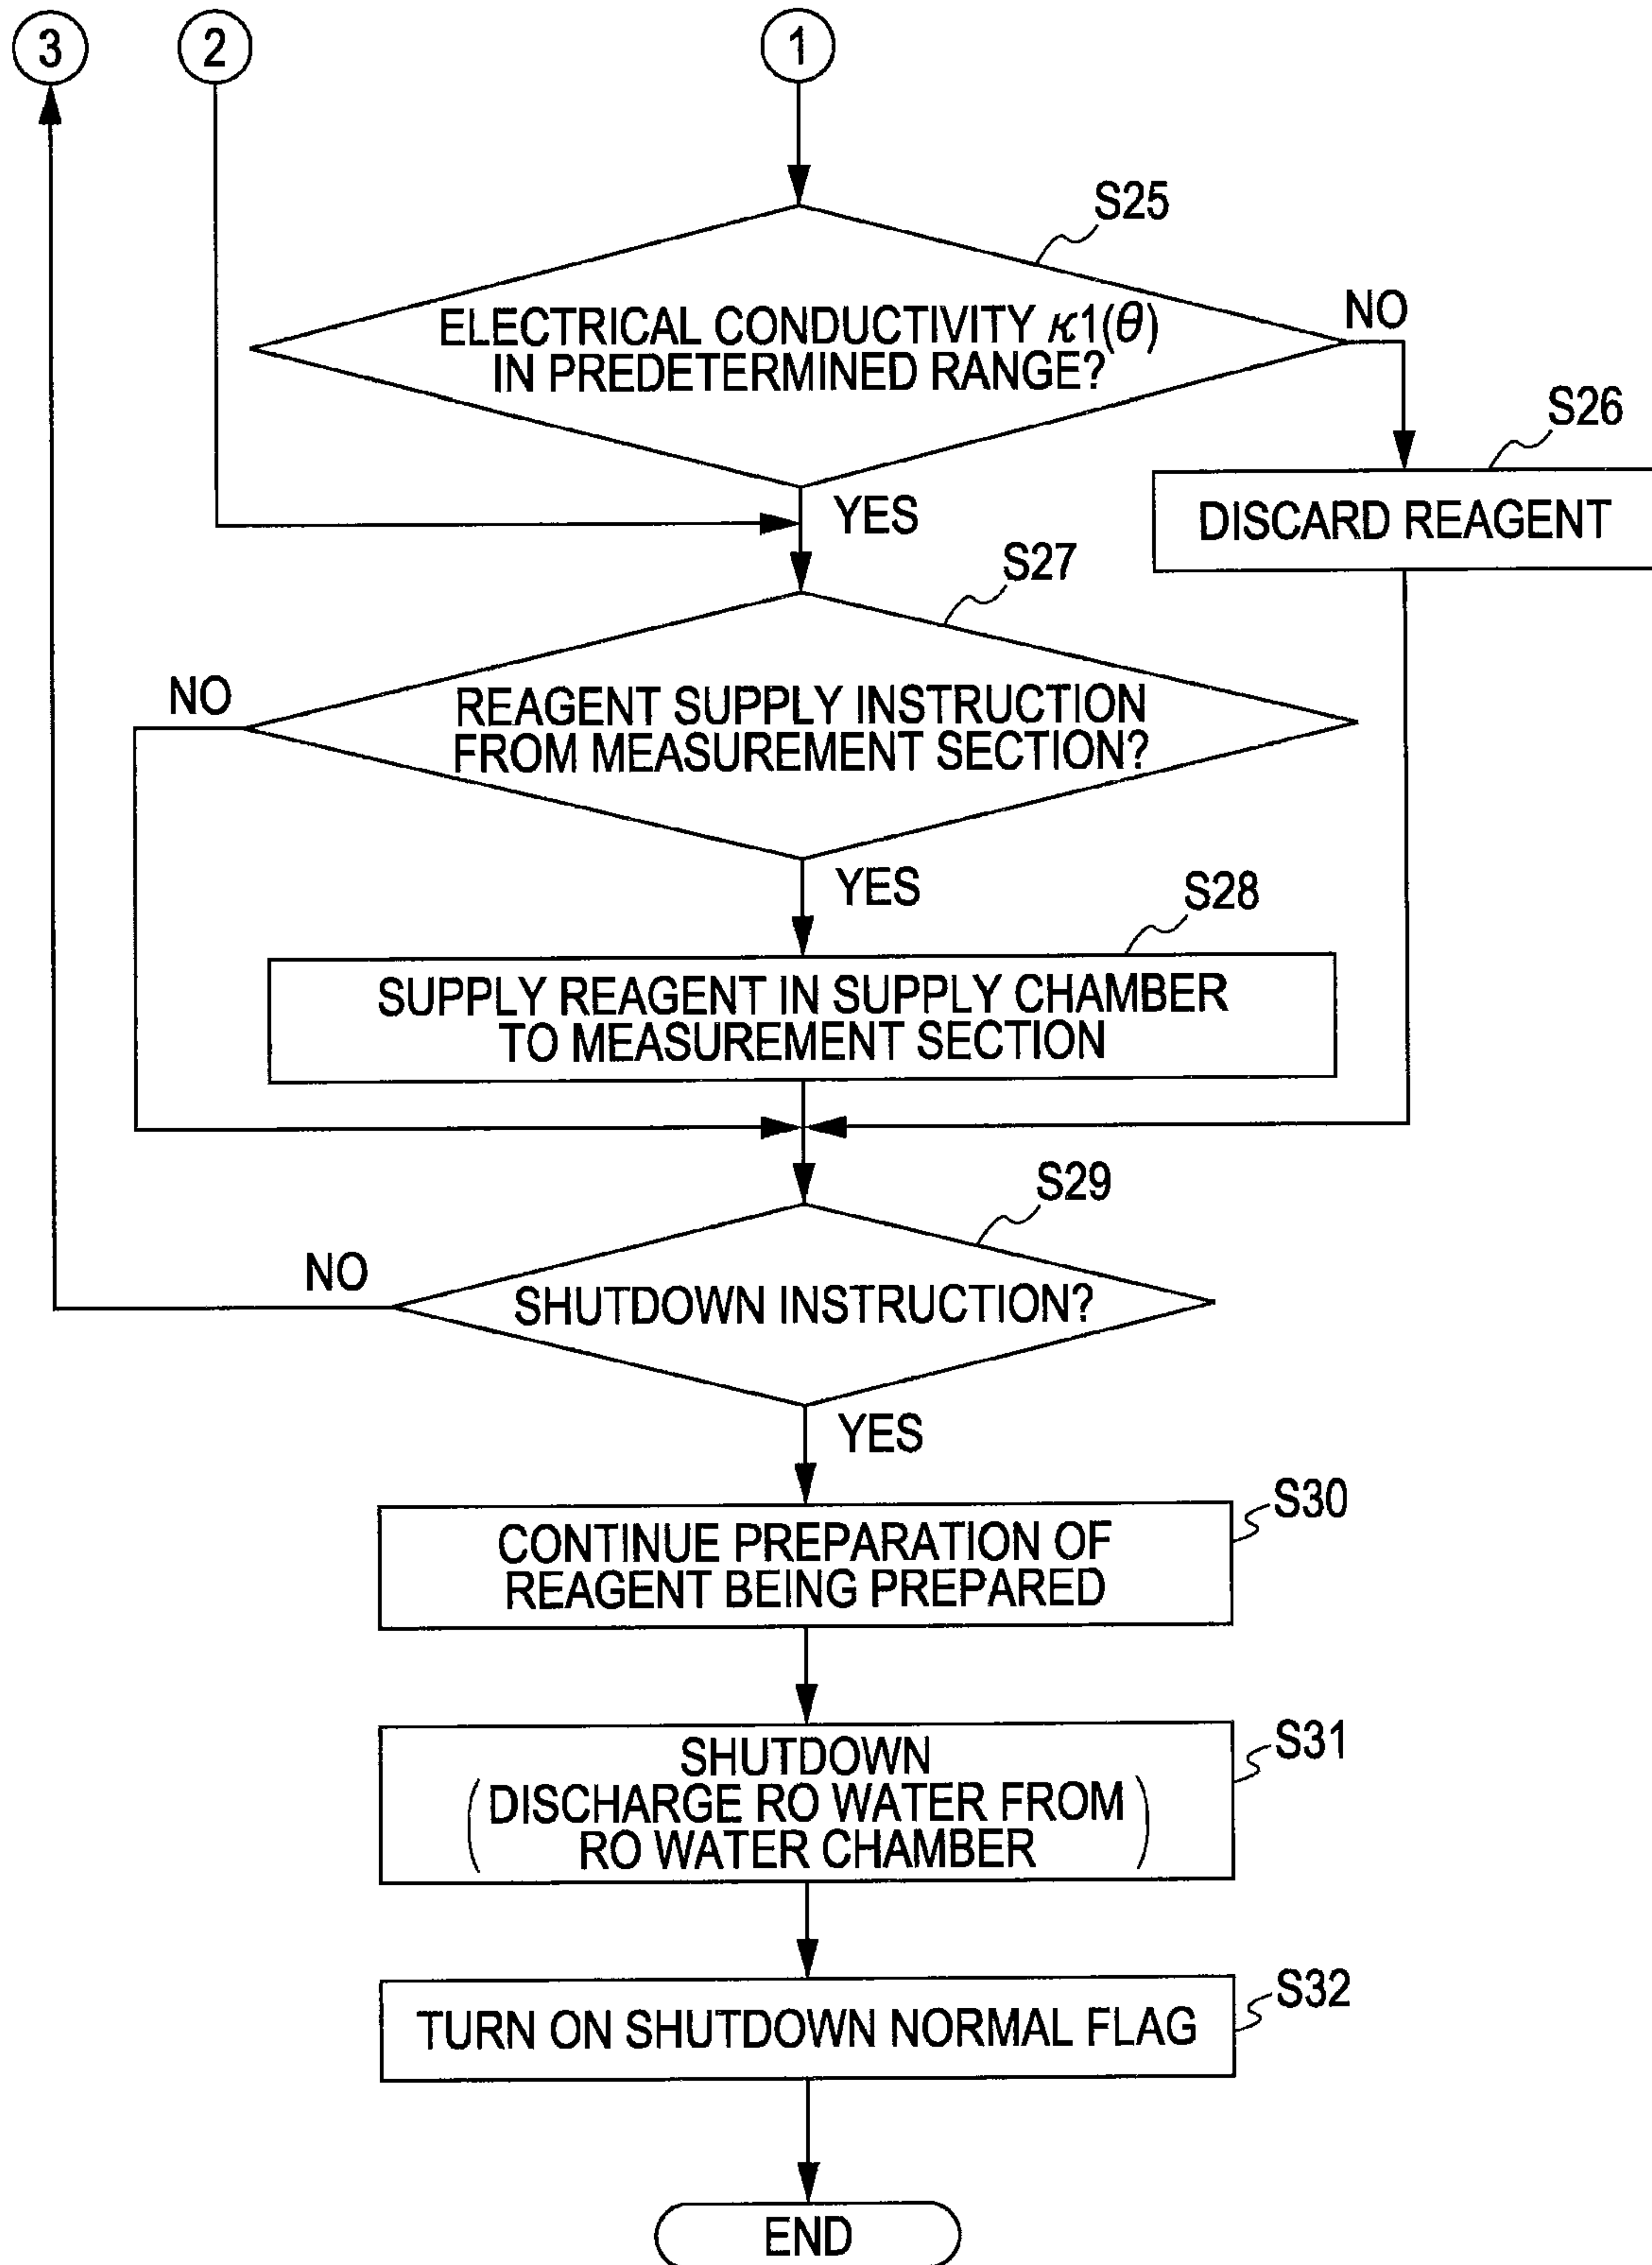 3
2
1
S25
ELECTRICAL CONDUCTIVITY κ1(θ)
IN PREDETERMINED RANGE?
NO
S26
DISCARD REAGENT
YES
S27
NO
REAGENT SUPPLY INSTRUCTION
FROM MEASUREMENT SECTION?
YES
S28
SUPPLY REAGENT IN SUPPLY CHAMBER
TO MEASUREMENT SECTION
S29
NO
SHUTDOWN INSTRUCTION?
YES
S30
CONTINUE PREPARATION OF
REAGENT BEING PREPARED
S31
SHUTDOWN
(DISCHARGE RO WATER FROM
RO WATER CHAMBER)
S32
TURN ON SHUTDOWN NORMAL FLAG
END